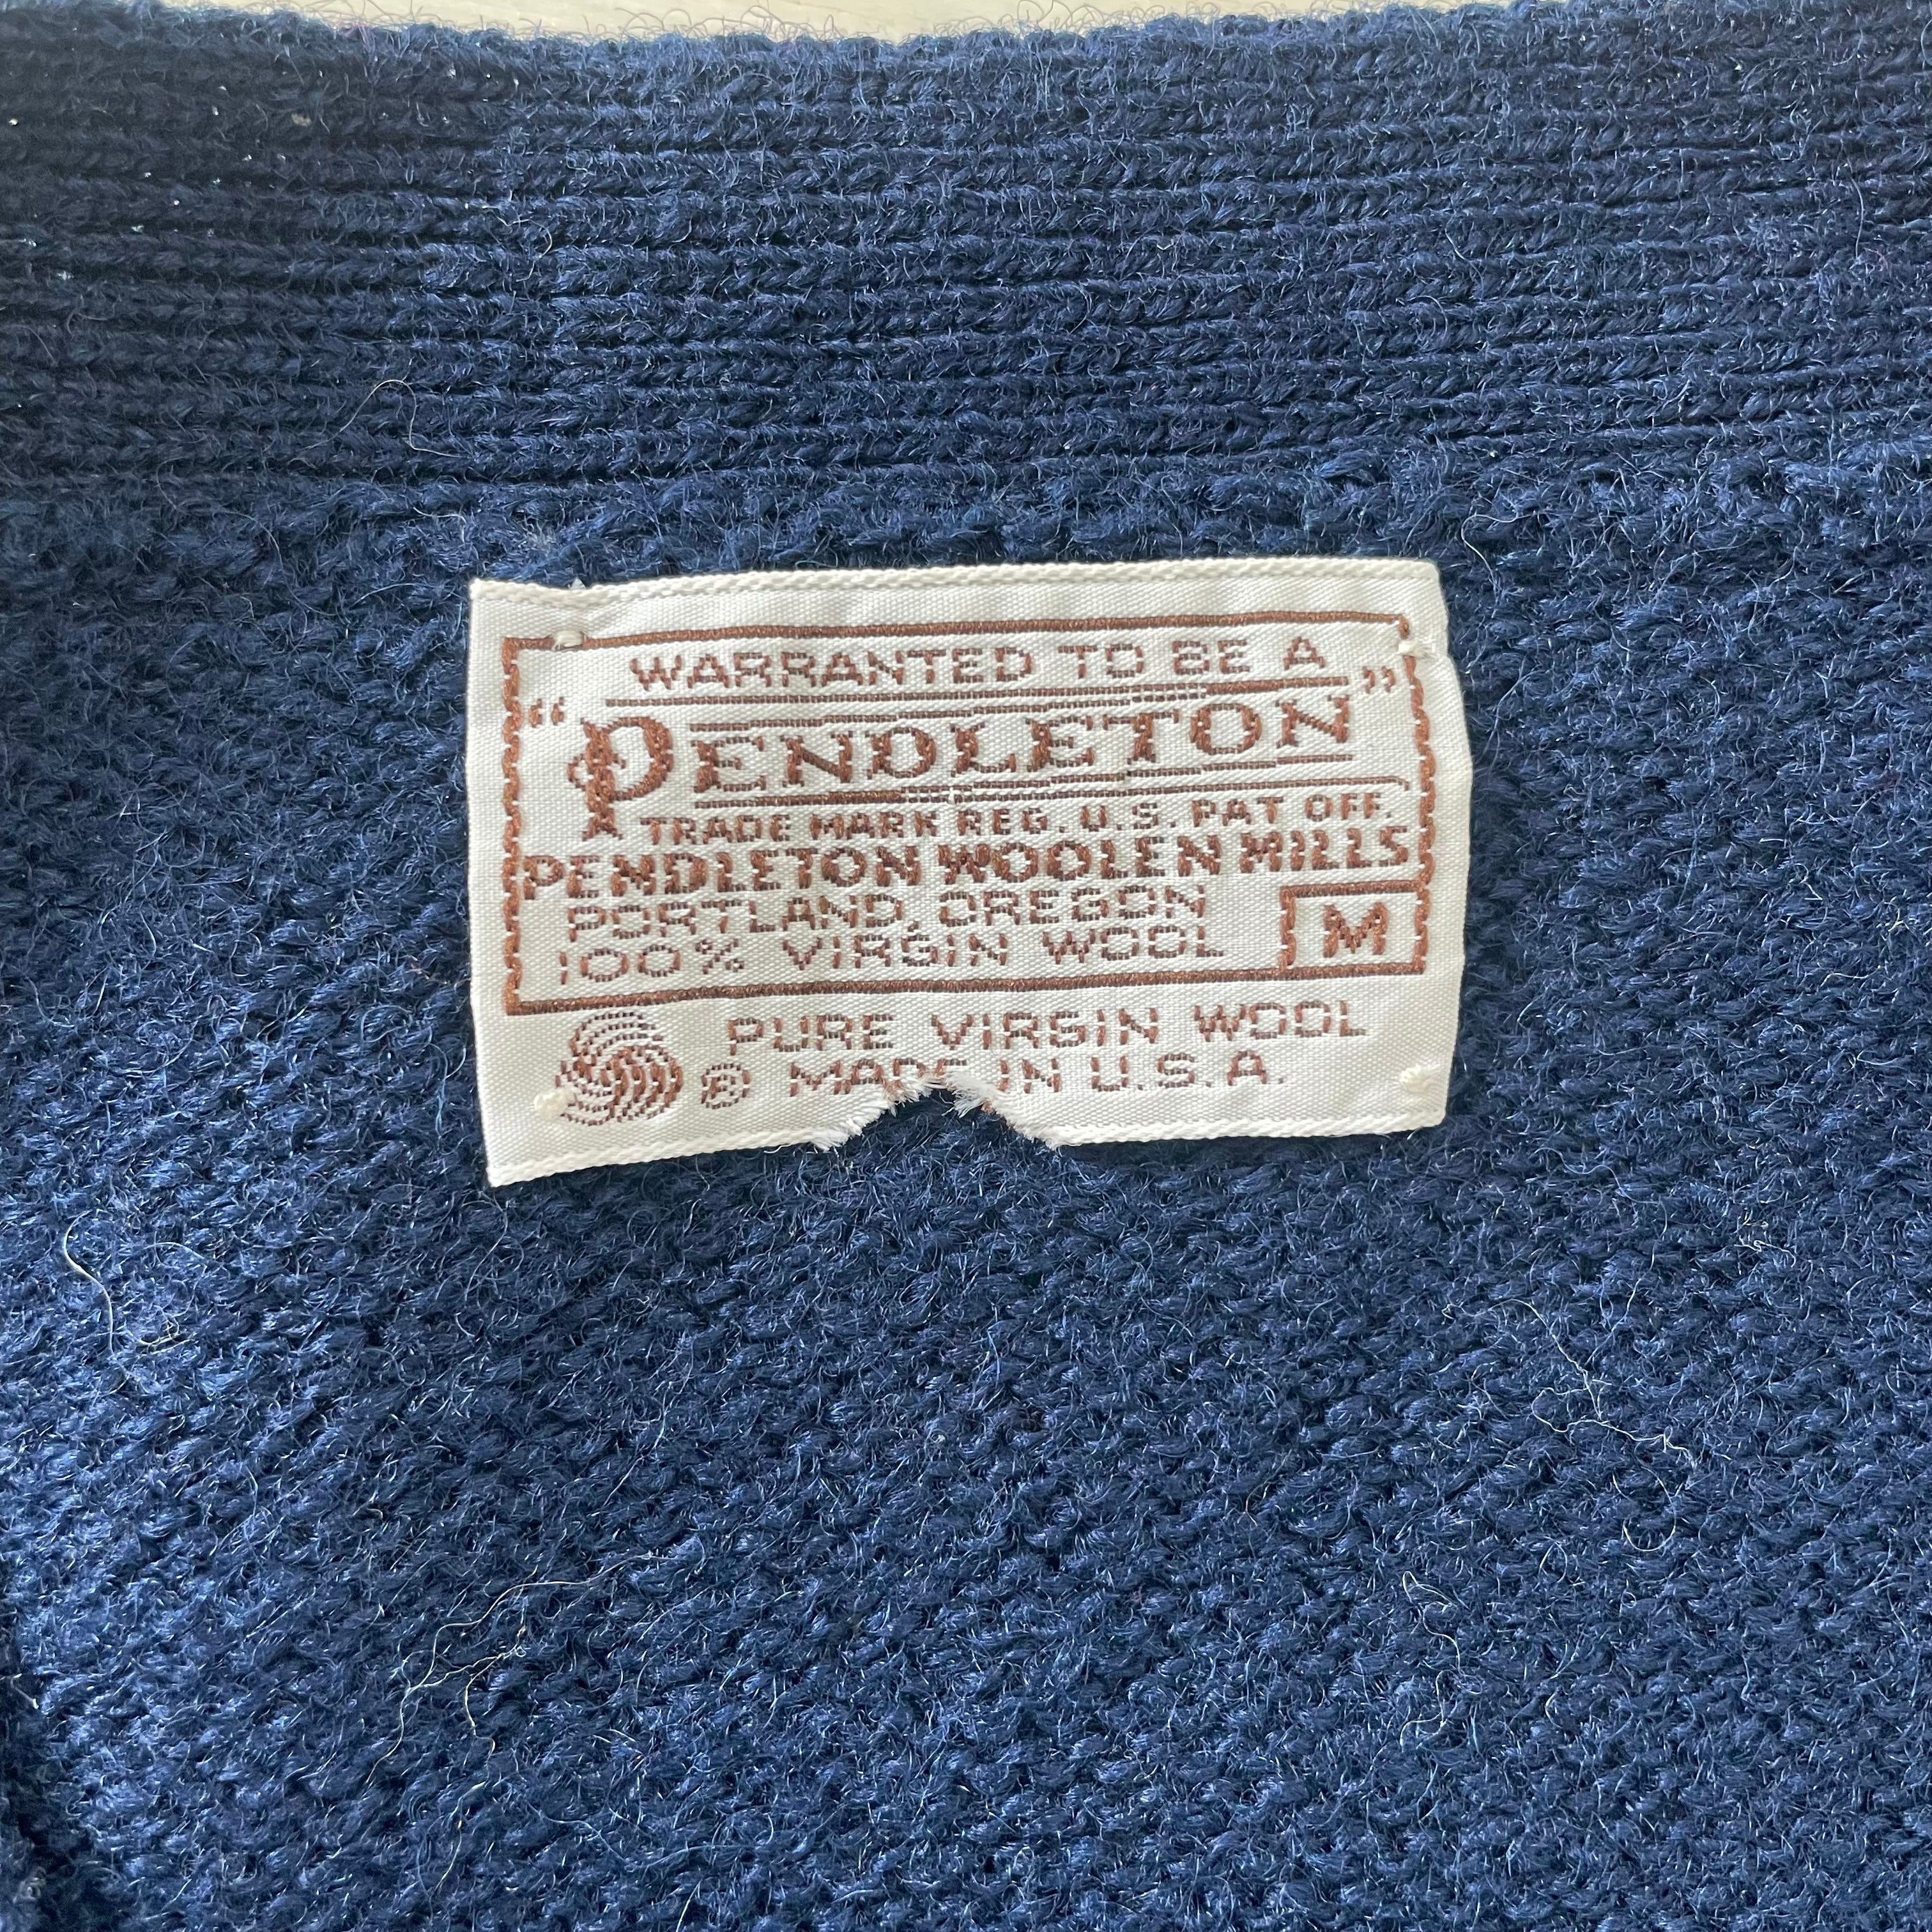 WARRANTED TO BE A
"PENDLETON"
TRADE MARK REG. U.S. PAT OFF.
PENDLETON WOOLEN MILLS
PORTLAND, OREGON
100% VIRGIN WOOL
M
PURE VIRGIN WOOL
® MADE IN U.S.A.